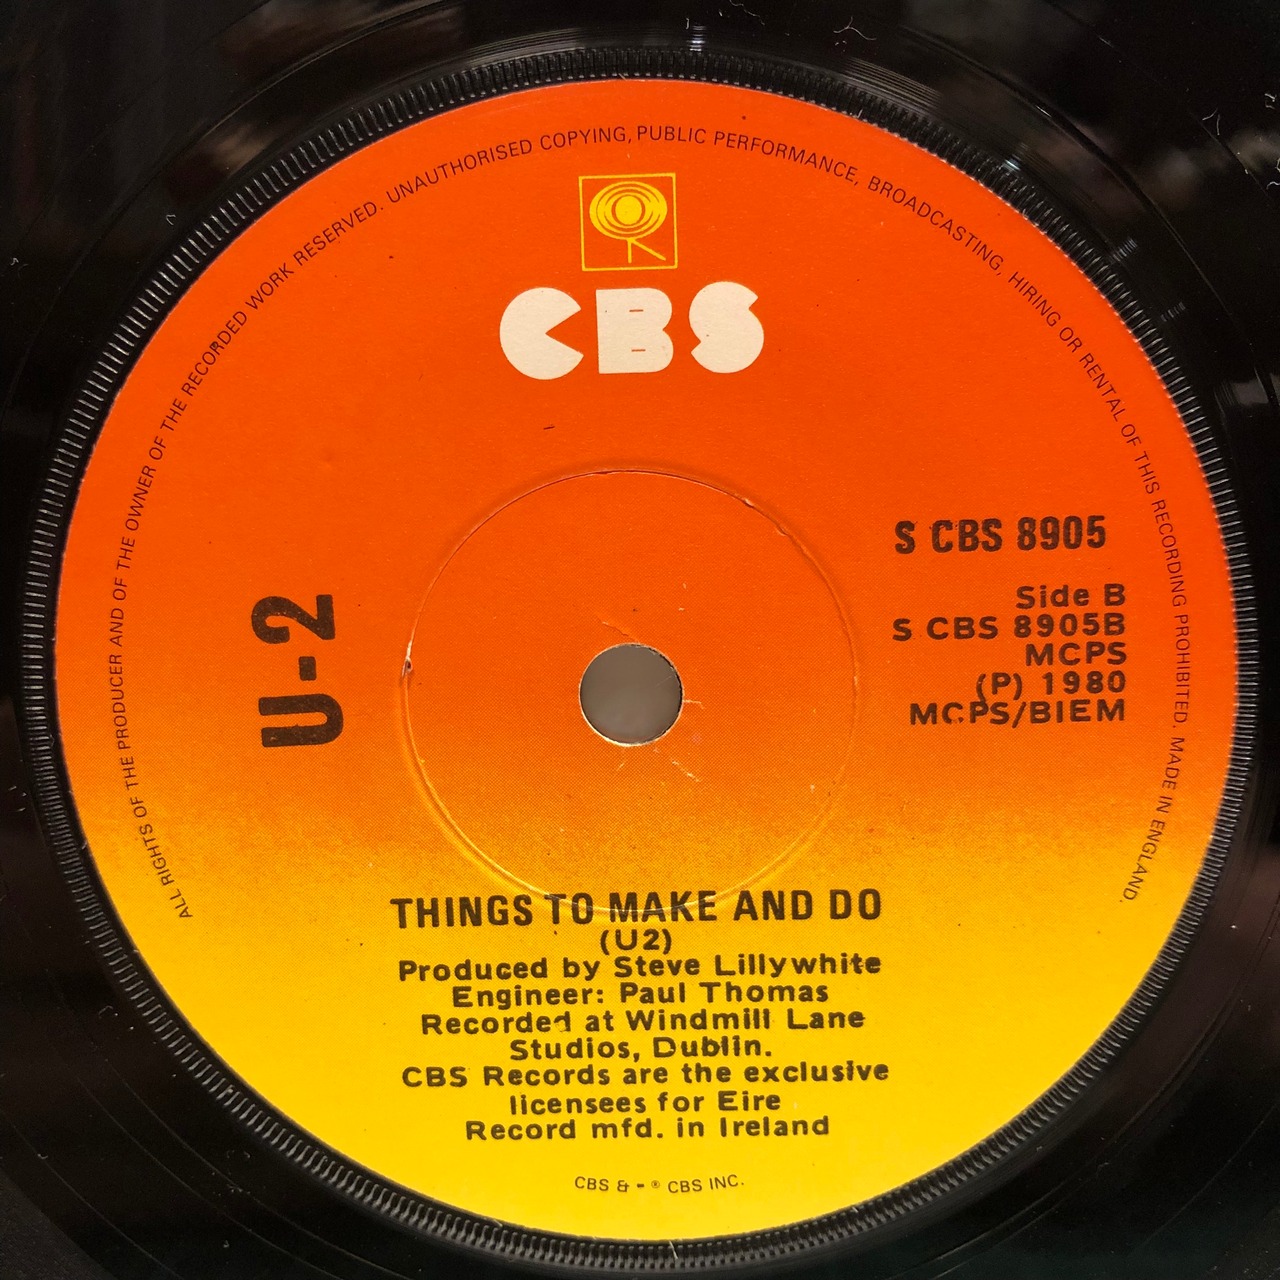 ALL RIGHTS OF THE PRODUCER AND OF THE OWNER OF THE RECORDED WORK RESERVED. UNAUTHORISED COPYING, PUBLIC PERFORMANCE, BROADCASTING, HIRING OR RENTAL OF THIS RECORDING PROHIBITED. MADE IN ENGLAND.
CBS
U-2
S CBS 8905
Side B
S CBS 8905B
MCPS
(P) 1980
MCPS/BIEM
THINGS TO MAKE AND DO
(U2)
Produced by Steve Lillywhite
Engineer: Paul Thomas
Recorded at Windmill Lane
Studios, Dublin.
CBS Records are the exclusive
licensees for Eire
Record mfd. in Ireland
CBS & ® CBS INC.